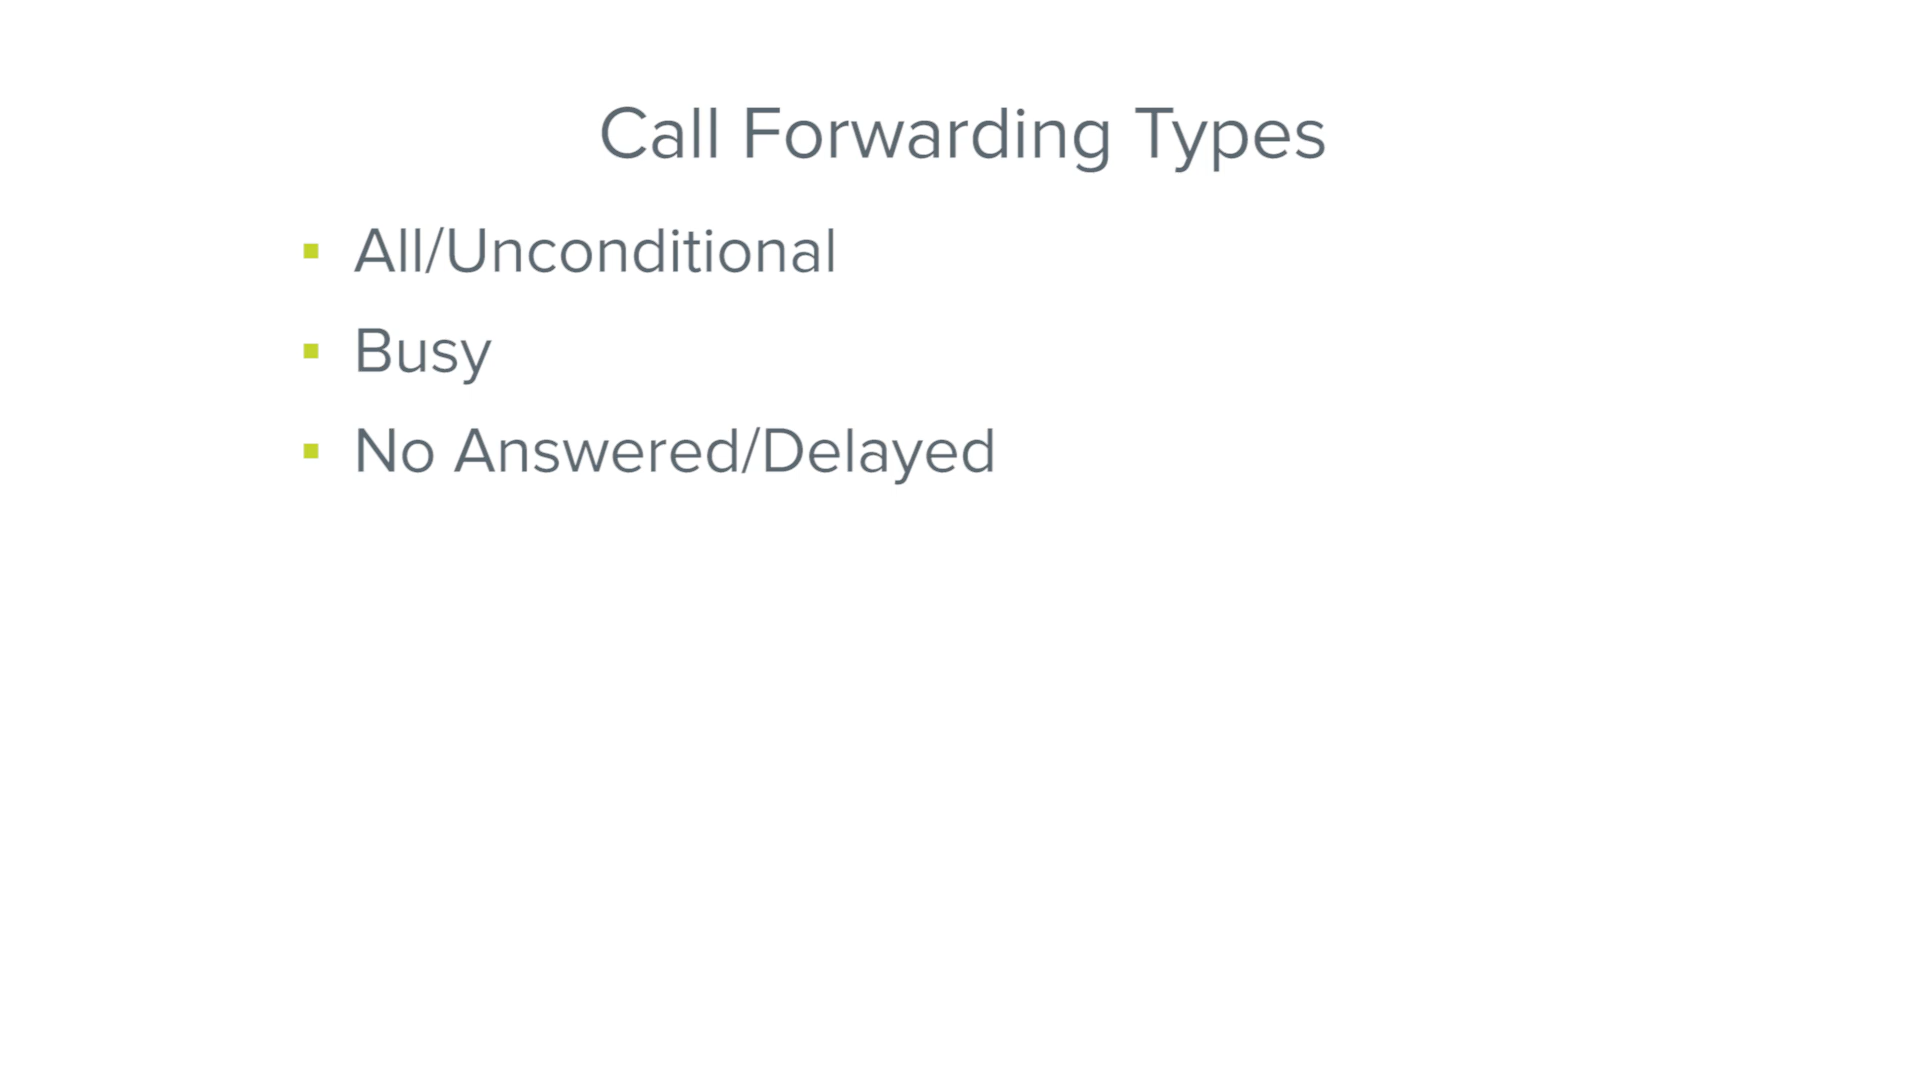 Call Forwarding Types
All/Unconditional
Busy
No Answered/Delayed